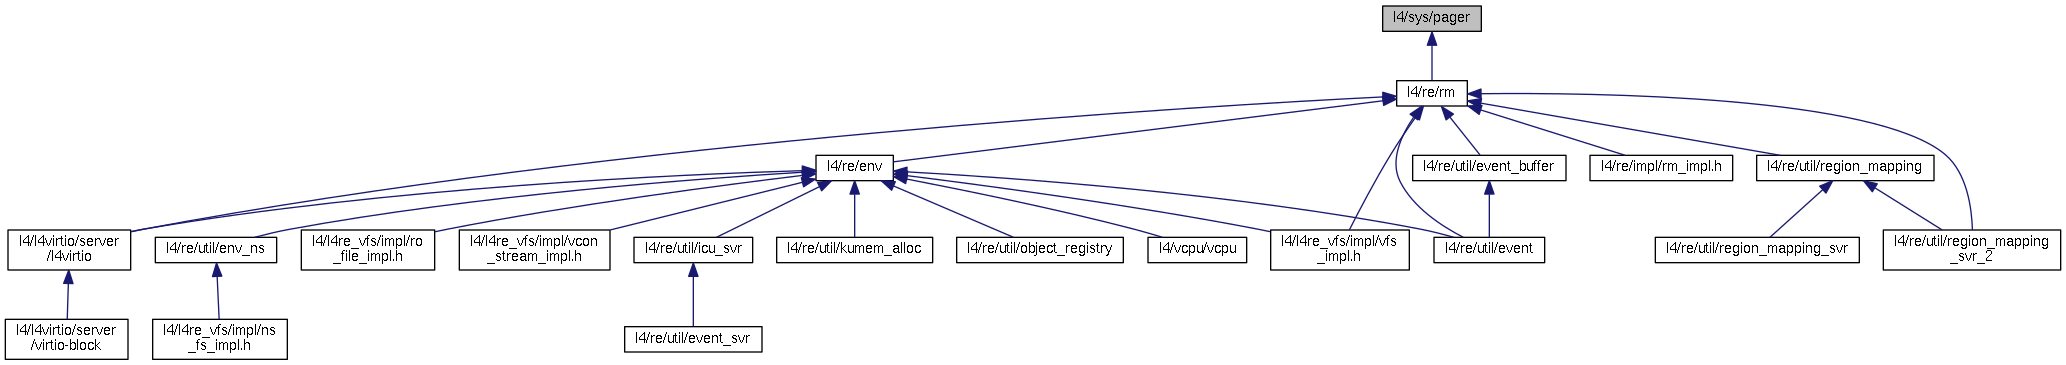 l4/sys/pager
l4/re/rm
l4/re/env
l4/re/util/event_buffer
l4/re/impl/rm_impl.h
l4/re/util/region_mapping
l4/l4virtio/server
/l4virtio
l4/re/util/env_ns
l4/l4re_vfs/impl/ro
_file_impl.h
l4/l4re_vfs/impl/vcon
_stream_impl.h
l4/re/util/icu_svr
l4/re/util/kumem_alloc
l4/re/util/object_registry
l4/vcpu/vcpu
l4/l4re_vfs/impl/vfs
_impl.h
l4/re/util/event
l4/re/util/region_mapping_svr
l4/re/util/region_mapping
_svr_2
l4/l4virtio/server
/virtio-block
l4/l4re_vfs/impl/ns
_fs_impl.h
l4/re/util/event_svr